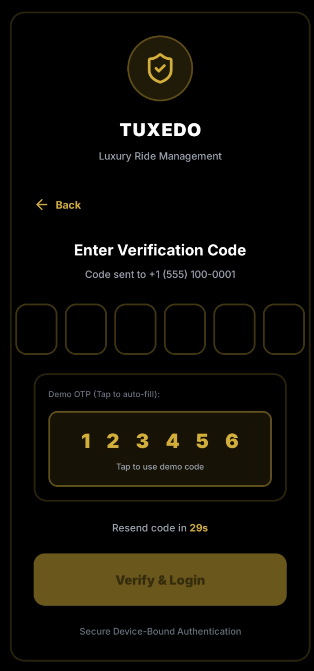 TUXEDO
Luxury Ride Management
Back
Enter Verification Code
Code sent to +1 (555) 100-0001
Demo OTP (Tap to auto-fill):
1 2 3 4 5 6
Tap to use demo code
Resend code in 29s
Verify & Login
Secure Device-Bound Authentication